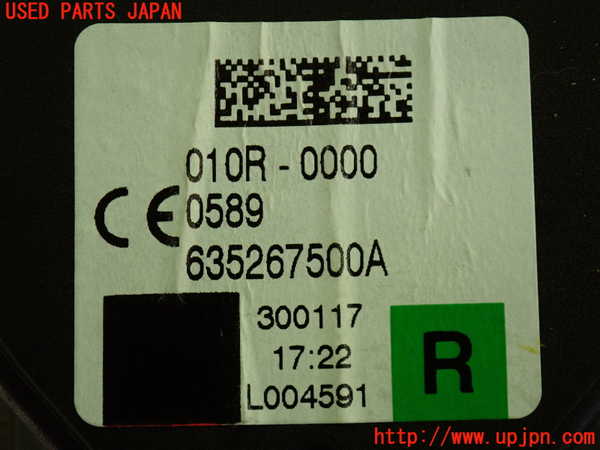 USED PARTS JAPAN
010R - 0000
CE 0589
635267500A
300117
17:22
L004591
R
http://www.upjpn.com